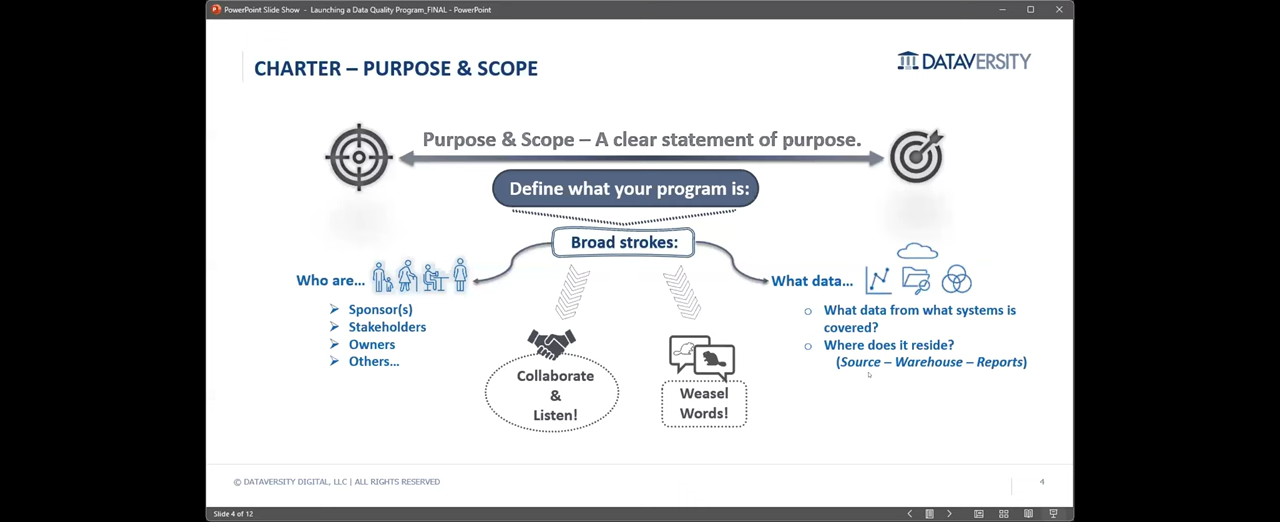 PowerPoint Slide Show - Launching a Data Quality Program_FINAL - PowerPoint
CHARTER – PURPOSE & SCOPE
DATAVERSITY
Purpose & Scope – A clear statement of purpose.
Define what your program is:
Broad strokes:
Who are...
Sponsor(s)
Stakeholders
Owners
Others...
What data...
What data from what systems is
covered?
Where does it reside?
(Source – Warehouse – Reports)
Collaborate
&
Listen!
Weasel
Words!
© DATAVERSITY DIGITAL, LLC | ALL RIGHTS RESERVED
4
Slide 4 of 12